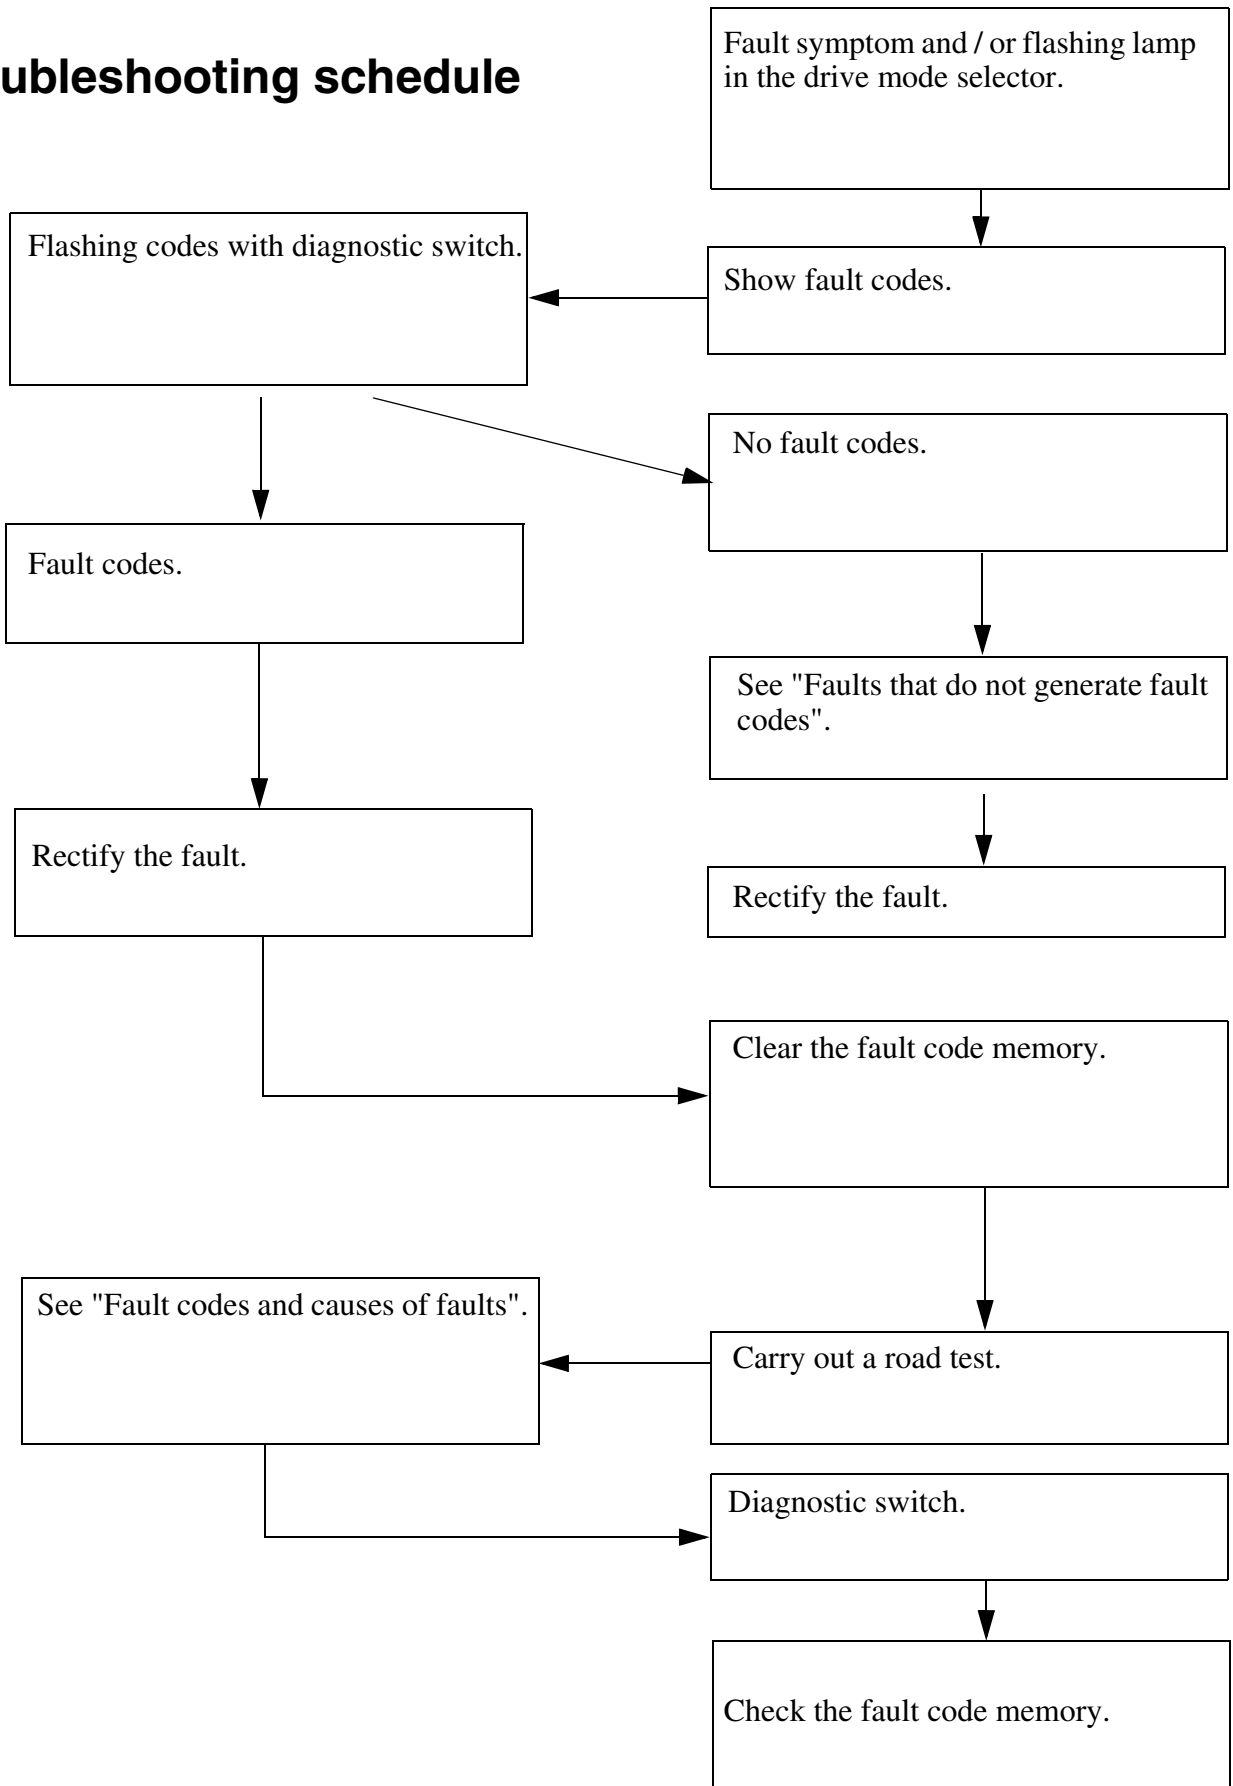 ubleshooting schedule
Fault symptom and / or flashing lamp
in the drive mode selector.
Flashing codes with diagnostic switch.
Show fault codes.
No fault codes.
Fault codes.
See "Faults that do not generate fault
codes".
Rectify the fault.
Rectify the fault.
Clear the fault code memory.
See "Fault codes and causes of faults".
Carry out a road test.
Diagnostic switch.
Check the fault code memory.